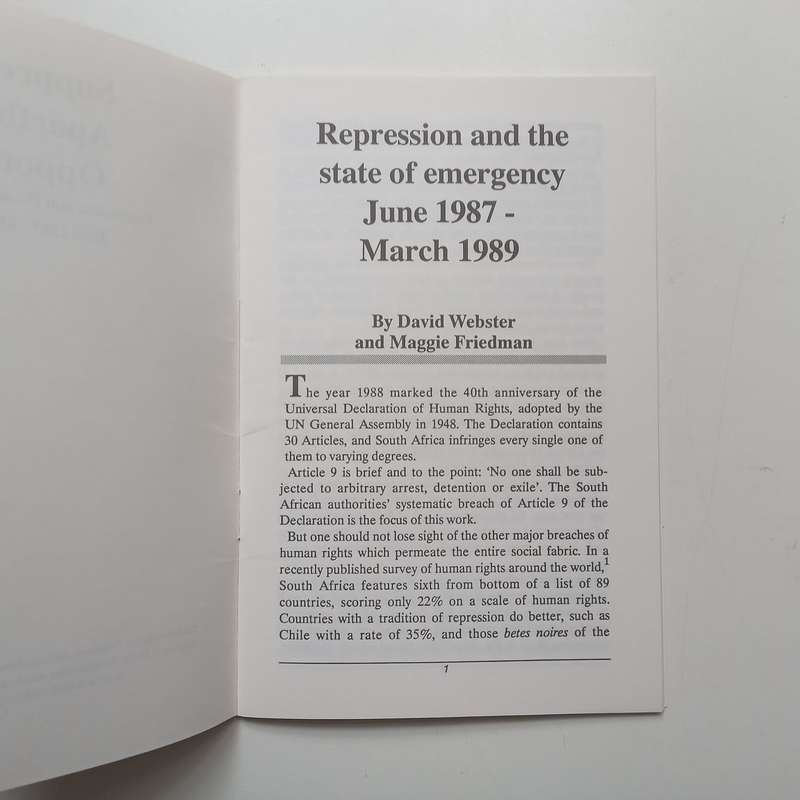 Repression and the
state of emergency
June 1987 -
March 1989
By David Webster
and Maggie Friedman
The year 1988 marked the 40th anniversary of the
Universal Declaration of Human Rights, adopted by the
UN General Assembly in 1948. The Declaration contains
30 Articles, and South Africa infringes every single one of
them to varying degrees.
Article 9 is brief and to the point: ‘No one shall be sub-
jected to arbitrary arrest, detention or exile’. The South
African authorities’ systematic breach of Article 9 of the
Declaration is the focus of this work.
But one should not lose sight of the other major breaches of
human rights which permeate the entire social fabric. In a
recently published survey of human rights around the world,1
South Africa features sixth from bottom of a list of 89
countries, scoring only 22% on a scale of human rights.
Countries with a tradition of repression do better, such as
Chile with a rate of 35%, and those betes noires of the
1